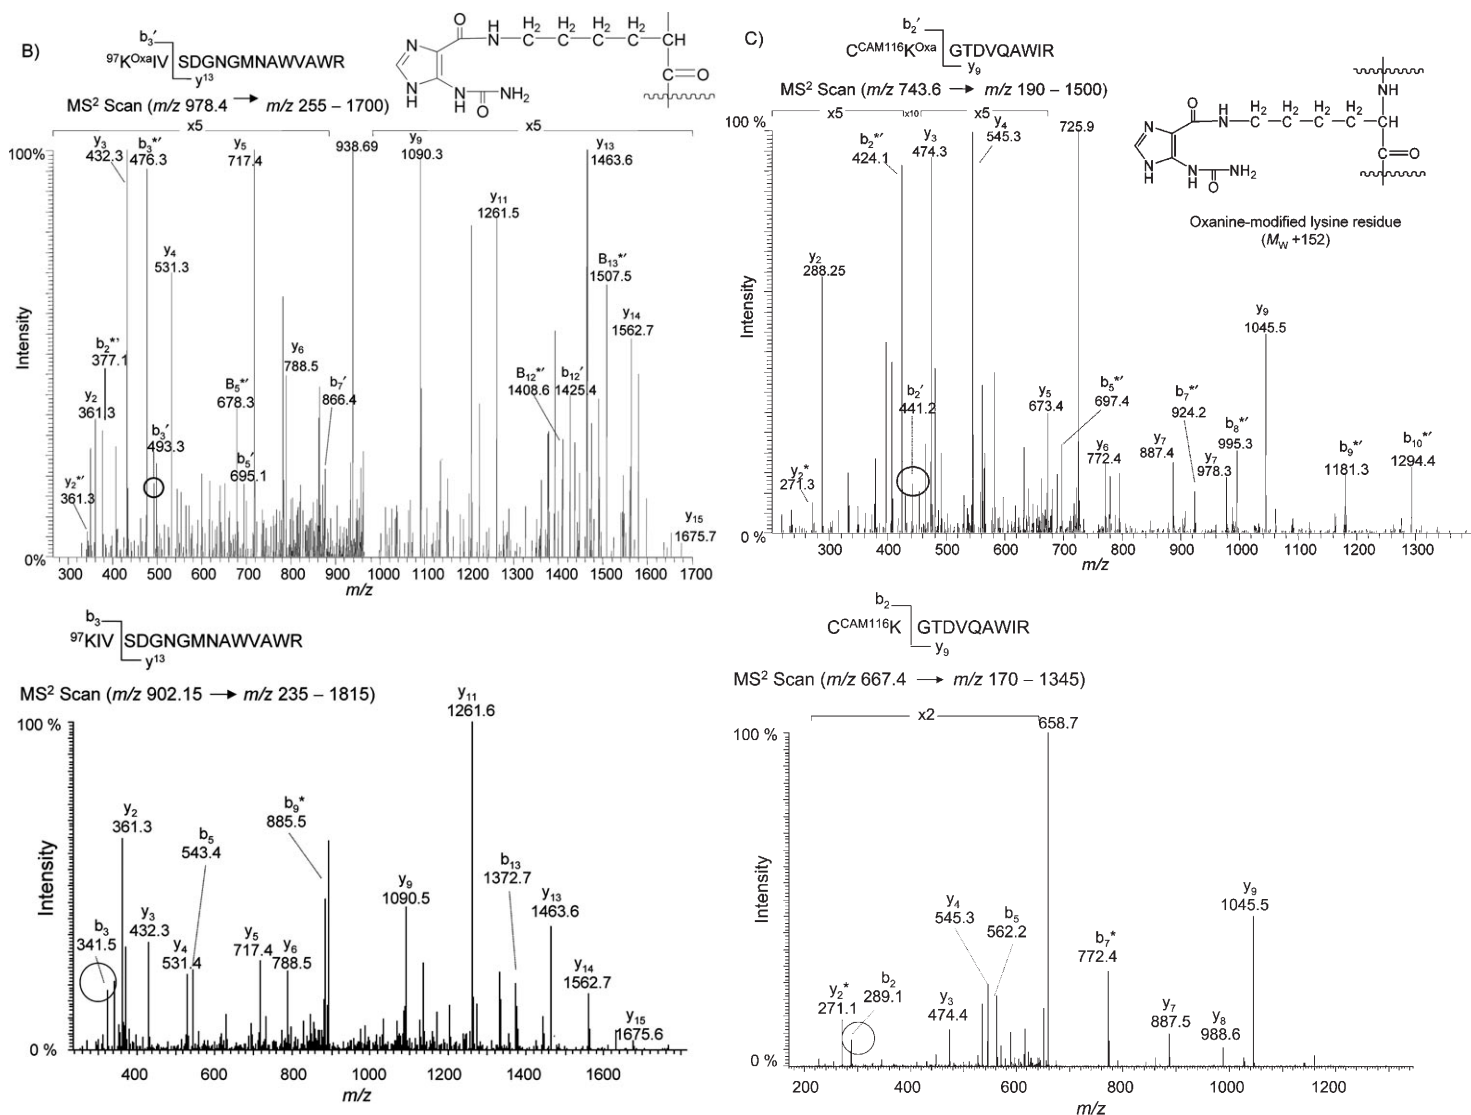 B)
b₃′
⁹⁷KᴼˣᵃIV SDGNGMNAWVAWR
y¹³
MS² Scan (m/z 978.4 → m/z 255 – 1700)
N
N
H
O
N
H
H₂
C
H₂
C
H₂
C
H₂
C
CH
C=O
N
H
O
NH₂
x5
x5
100%
0%
Intensity
y₃
432.3
b₃*′
476.3
y₅
717.4
938.69
y₉
1090.3
y₁₃
1463.6
y₁₁
1261.5
y₄
531.3
B₁₃*′
1507.5
y₁₄
1562.7
b₂*′
377.1
y₆
788.5
y₂
361.3
B₅*′
678.3
b₇′
866.4
B₁₂*′
1408.6
b₁₂′
1425.4
b₃′
493.3
b₅′
695.1
y₂*′
361.3
y₁₅
1675.7
300 400 500 600 700 800 900 1000 1100 1200 1300 1400 1500 1600 1700
m/z
C)
b₂′
Cᶜᴬᴹ¹¹⁶Kᴼˣᵃ GTDVQAWIR
y₉
MS² Scan (m/z 743.6 → m/z 190 – 1500)
x5
x10
x5
100 %
0 %
Intensity
b₂*′
424.1
y₃
474.3
y₄
545.3
725.9
y₂
288.25
y₉
1045.5
b₂′
441.2
y₅
673.4
b₅*′
697.4
y₂*
271.3
y₆
772.4
y₇
887.4
b₇*′
924.2
y₇
978.3
b₈*′
995.3
b₉*′
1181.3
b₁₀*′
1294.4
300 400 500 600 700 800 900 1000 1100 1200 1300
m/z
N
N
H
O
N
H
H₂
C
H₂
C
H₂
C
H₂
C
NH
CH
C=O
N
H
O
NH₂
Oxanine-modified lysine residue
(M_W +152)
b₃
⁹⁷KIV SDGNGMNAWVAWR
y¹³
MS² Scan (m/z 902.15 → m/z 235 – 1815)
100 %
0 %
Intensity
y₁₁
1261.6
y₂
361.3
b₉*
885.5
b₅
543.4
b₁₃
1372.7
y₉
1090.5
y₁₃
1463.6
b₃
341.5
y₃
432.3
y₄
531.4
y₅
717.4
y₆
788.5
y₁₄
1562.7
y₁₅
1675.6
400 600 800 1000 1200 1400 1600
m/z
b₂
Cᶜᴬᴹ¹¹⁶K GTDVQAWIR
y₉
MS² Scan (m/z 667.4 → m/z 170 – 1345)
x2
100 %
0 %
Intensity
658.7
y₄
545.3
b₅
562.2
y₉
1045.5
b₇*
772.4
y₂*
271.1
b₂
289.1
y₃
474.4
y₇
887.5
y₈
988.6
200 400 600 800 1000 1200
m/z